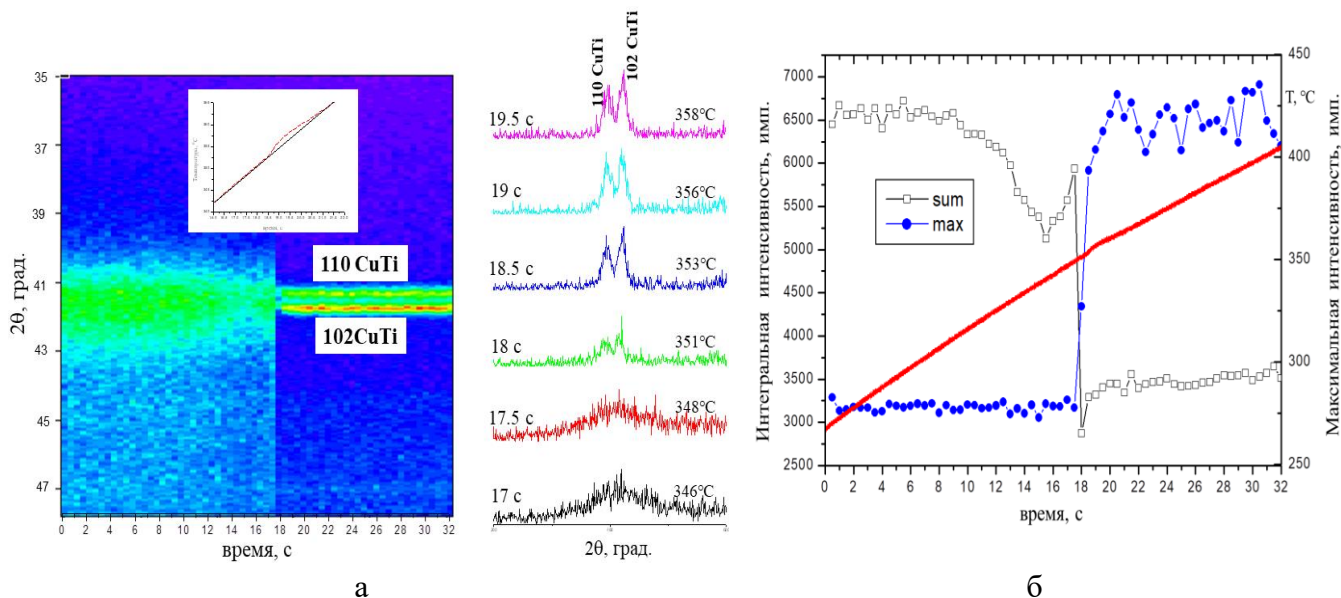 35
37
39
41
43
45
47
2θ, град.
110 CuTi
102CuTi
0 2 4 6 8 10 12 14 16 18 20 22 24 26 28 30 32
время, с
а
110 CuTi
102 CuTi
19.5 с 358°C
19 с 356°C
18.5 с 353°C
18 с 351°C
17.5 с 348°C
17 с 346°C
2θ, град.
Интегральная интенсивность, имп.
7000
6500
6000
5500
5000
4500
4000
3500
3000
2500
sum
max
450
T,°C
400
350
300
250
Максимальная интенсивность, имп.
0 2 4 6 8 10 12 14 16 18 20 22 24 26 28 30 32
время, с
б